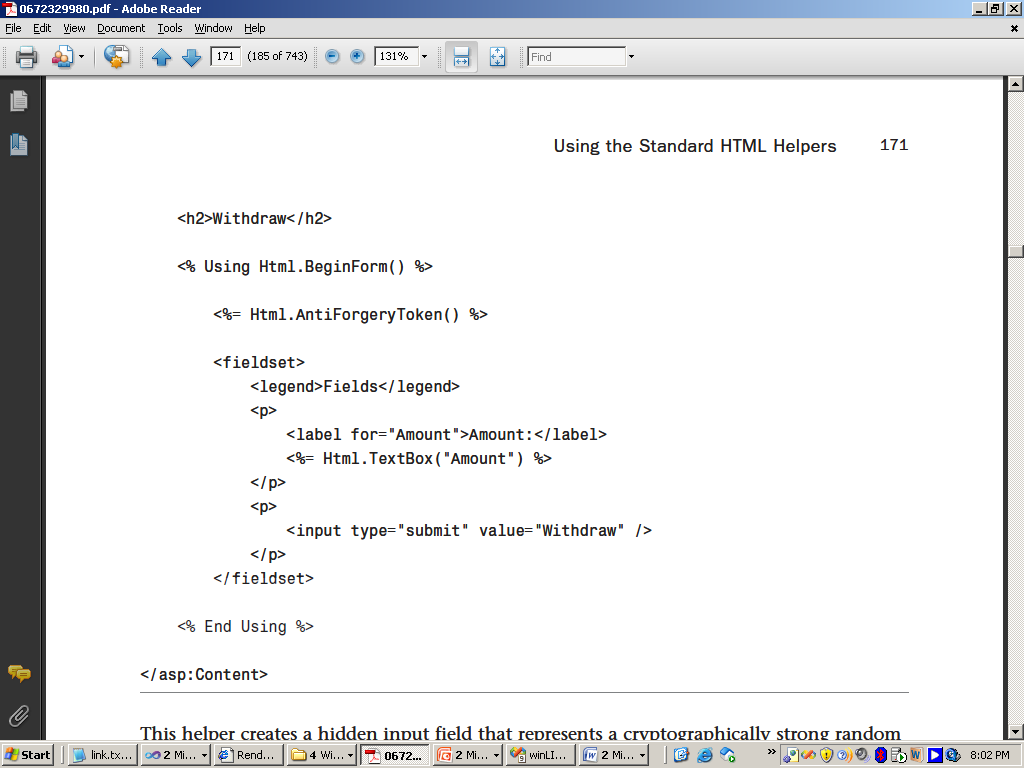 0672329980.pdf - Adobe Reader
File Edit View Document Tools Window Help
171 (185 of 743) 131% Find
Using the Standard HTML Helpers 171
<h2>Withdraw</h2>
<% Using Html.BeginForm() %>
<%= Html.AntiForgeryToken() %>
<fieldset>
<legend>Fields</legend>
<p>
<label for="Amount">Amount:</label>
<%= Html.TextBox("Amount") %>
</p>
<p>
<input type="submit" value="Withdraw" />
</p>
</fieldset>
<% End Using %>
</asp:Content>
This helper creates a hidden input field that represents a cryptographically strong random
Start link.tx... 2 Mi... Rend... 4 Wi... 0672... 2 Mi... winLI... 2 Mi... 8:02 PM